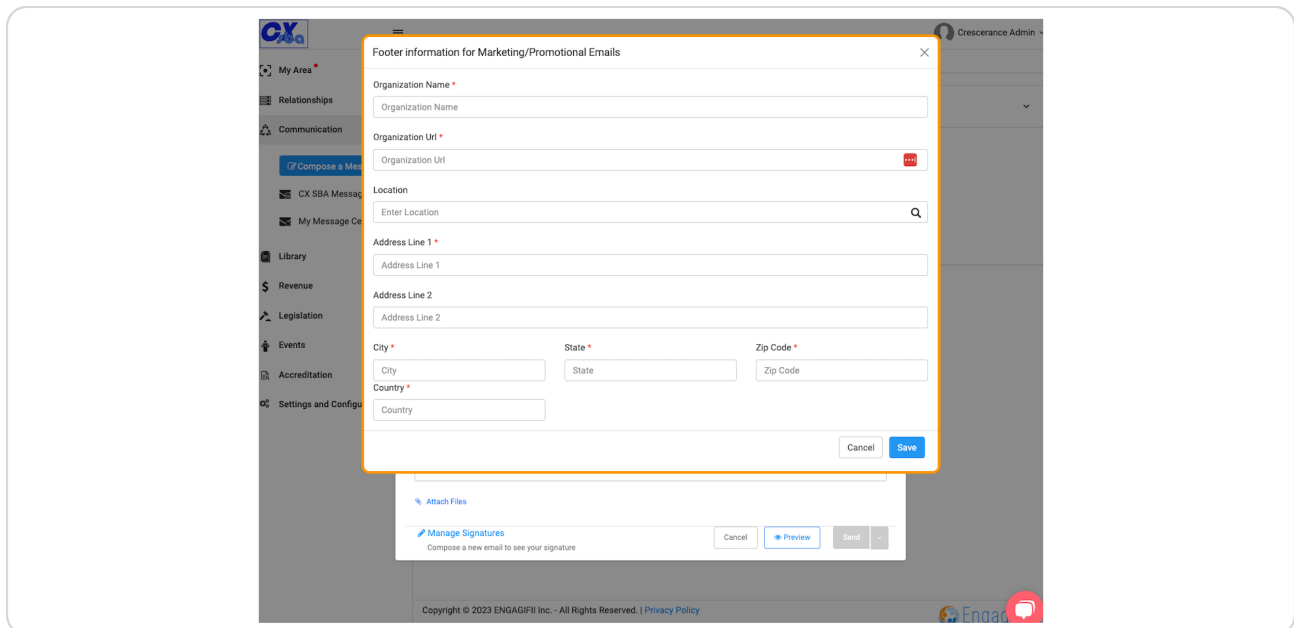 CX
sba
Crescerance Admin
My Area
Relationships
Communication
Compose a Mes
CX SBA Messag
My Message Ce
Library
Revenue
Legislation
Events
Accreditation
Settings and Configu
Footer information for Marketing/Promotional Emails
Organization Name *
Organization Name
Organization Url *
Organization Url
Location
Enter Location
Address Line 1 *
Address Line 1
Address Line 2
Address Line 2
City * State * Zip Code *
City State Zip Code
Country *
Country
Cancel Save
Attach Files
Manage Signatures
Compose a new email to see your signature
Cancel Preview Send
Copyright © 2023 ENGAGIFII Inc. - All Rights Reserved. | Privacy Policy
Engag